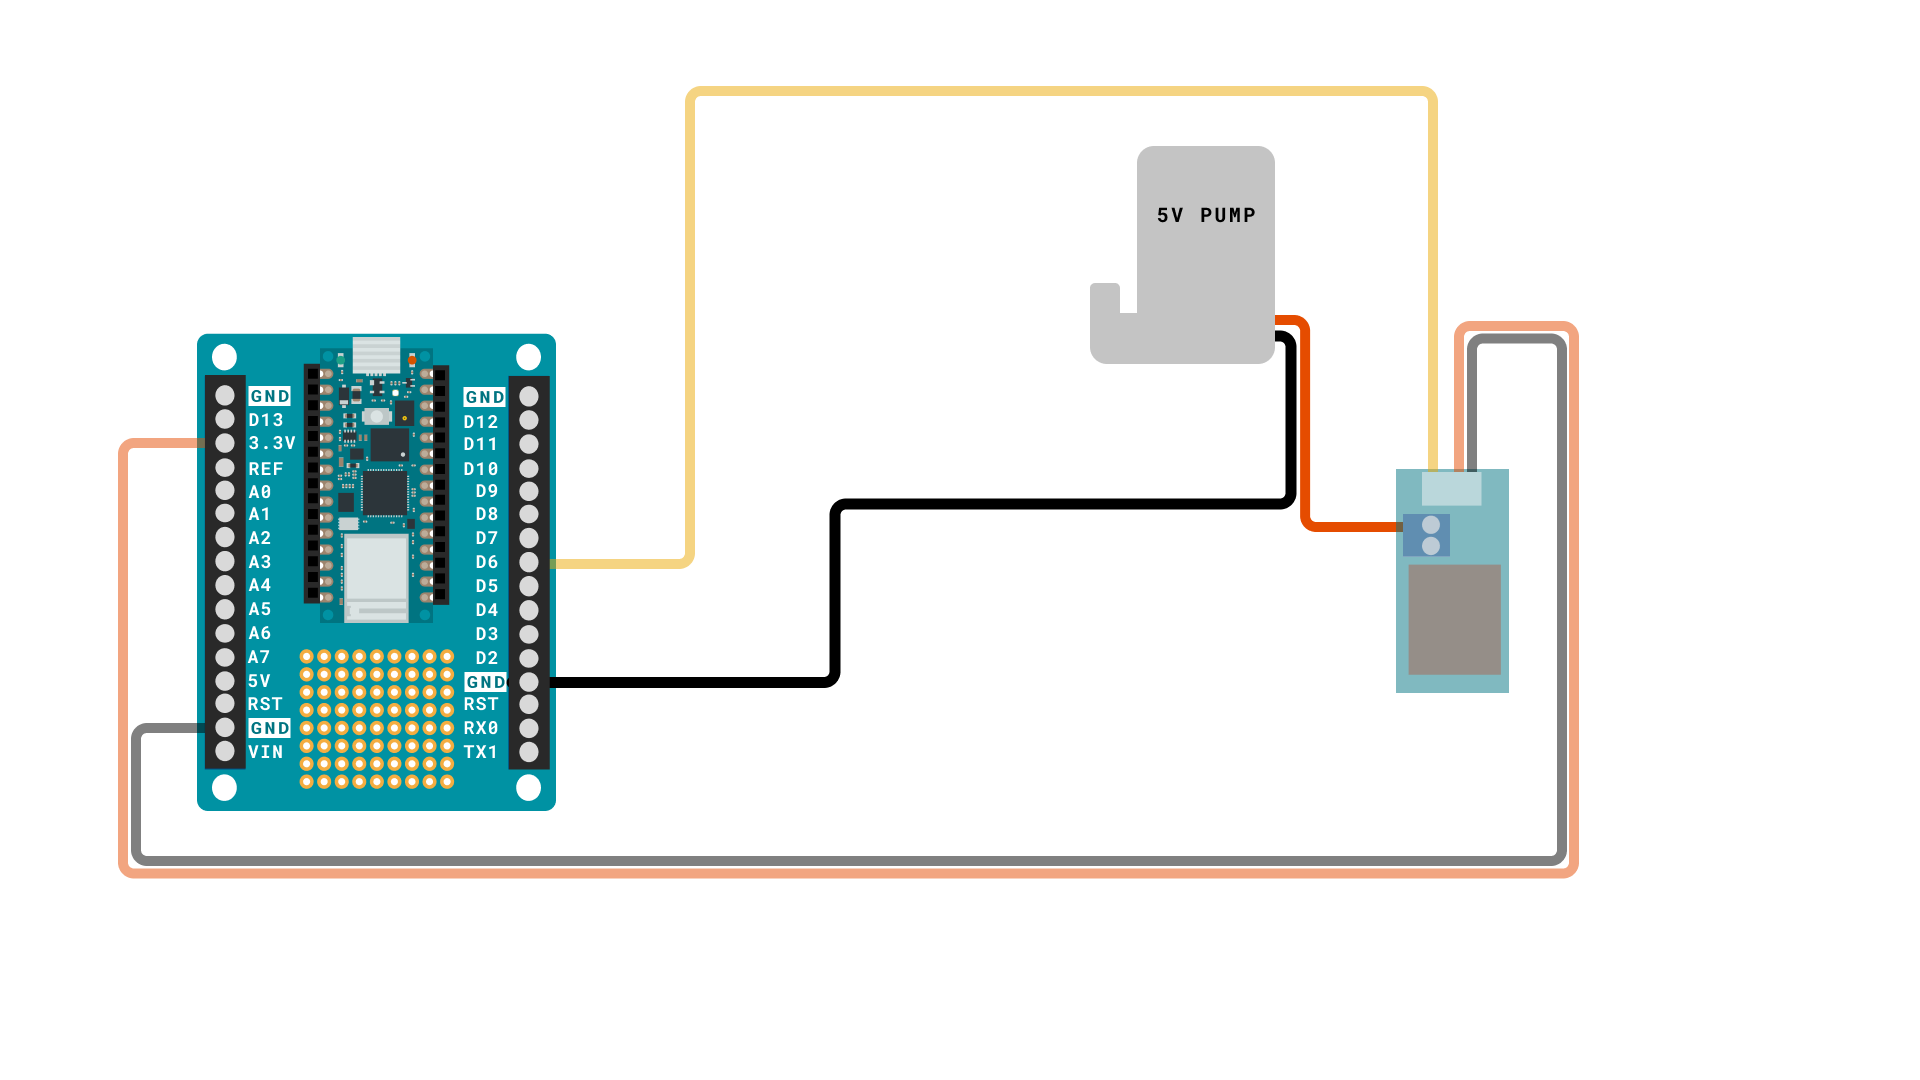 5V PUMP
GND
D13
3.3V
REF
A0
A1
A2
A3
A4
A5
A6
A7
5V
RST
GND
VIN
GND
D12
D11
D10
D9
D8
D7
D6
D5
D4
D3
D2
GND
RST
RX0
TX1